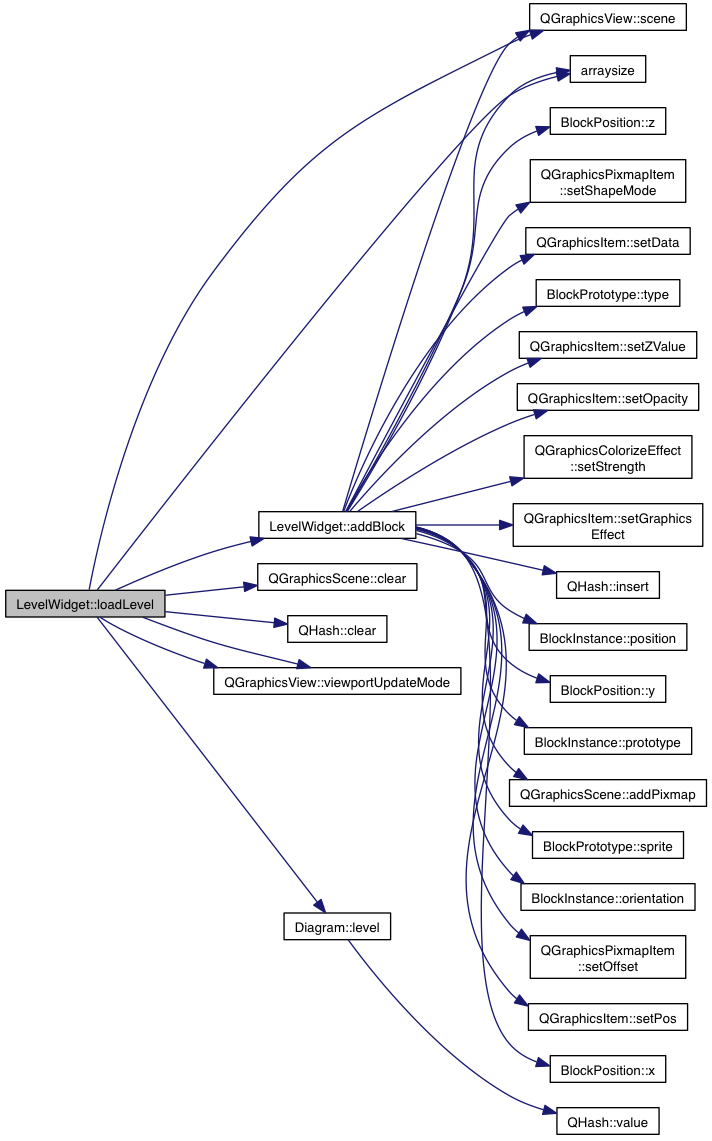 QGraphicsView::scene
arraysize
BlockPosition::z
QGraphicsPixmapItem
::setShapeMode
QGraphicsItem::setData
BlockPrototype::type
QGraphicsItem::setZValue
QGraphicsItem::setOpacity
QGraphicsColorizeEffect
::setStrength
LevelWidget::addBlock
QGraphicsItem::setGraphics
Effect
QGraphicsScene::clear
QHash::insert
LevelWidget::loadLevel
QHash::clear
BlockInstance::position
QGraphicsView::viewportUpdateMode
BlockPosition::y
BlockInstance::prototype
QGraphicsScene::addPixmap
BlockPrototype::sprite
BlockInstance::orientation
Diagram::level
QGraphicsPixmapItem
::setOffset
QGraphicsItem::setPos
BlockPosition::x
QHash::value